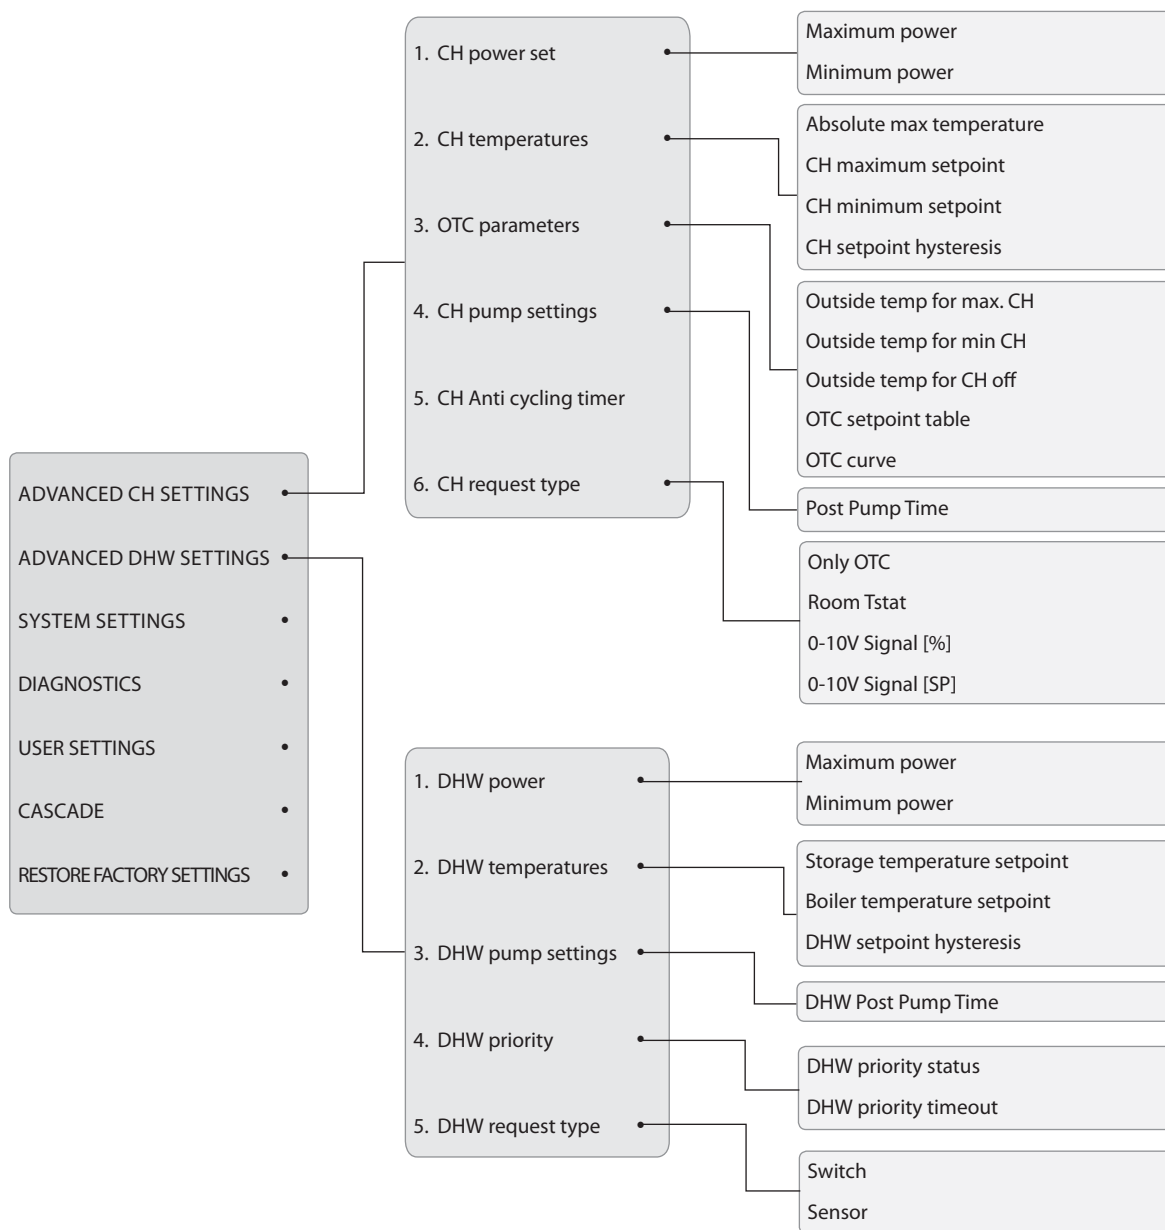 ADVANCED CH SETTINGS
ADVANCED DHW SETTINGS
SYSTEM SETTINGS
DIAGNOSTICS
USER SETTINGS
CASCADE
RESTORE FACTORY SETTINGS
1. CH power set
2. CH temperatures
3. OTC parameters
4. CH pump settings
5. CH Anti cycling timer
6. CH request type
Maximum power
Minimum power
Absolute max temperature
CH maximum setpoint
CH minimum setpoint
CH setpoint hysteresis
Outside temp for max. CH
Outside temp for min CH
Outside temp for CH off
OTC setpoint table
OTC curve
Post Pump Time
Only OTC
Room Tstat
0-10V Signal [%]
0-10V Signal [SP]
1. DHW power
2. DHW temperatures
3. DHW pump settings
4. DHW priority
5. DHW request type
Maximum power
Minimum power
Storage temperature setpoint
Boiler temperature setpoint
DHW setpoint hysteresis
DHW Post Pump Time
DHW priority status
DHW priority timeout
Switch
Sensor